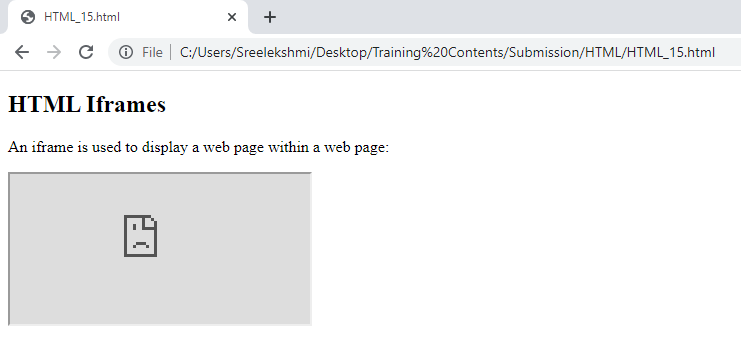 HTML_15.html
File C:/Users/Sreelekshmi/Desktop/Training%20Contents/Submission/HTML/HTML_15.html
HTML Iframes
An iframe is used to display a web page within a web page: